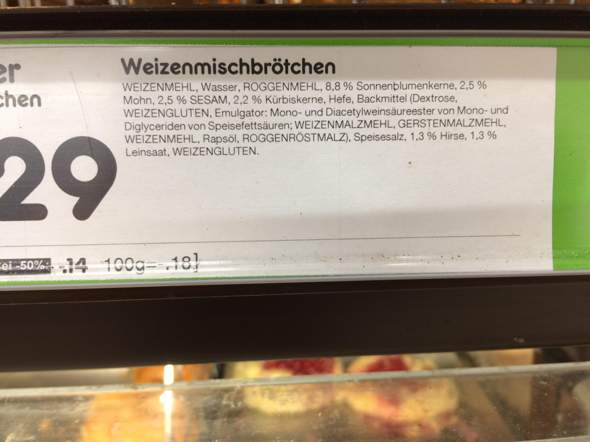 er
chen
29
Weizenmischbrötchen
WEIZENMEHL, Wasser, ROGGENMEHL, 8,8 % Sonnenblumenkerne, 2,5 %
Mohn, 2,5 % SESAM, 2,2 % Kürbiskerne, Hefe, Backmittel (Dextrose,
WEIZENGLUTEN, Emulgator: Mono- und Diacetylweinsäureester von Mono- und
Diglyceriden von Speisefettsäuren; WEIZENMALZMEHL, GERSTENMALZMEHL,
WEIZENMEHL, Rapsöl, ROGGENRÖSTMALZ), Speisesalz, 1,3 % Hirse, 1,3 %
Leinsaat, WEIZENGLUTEN.
ei -50%: -.14 100g=-.18]